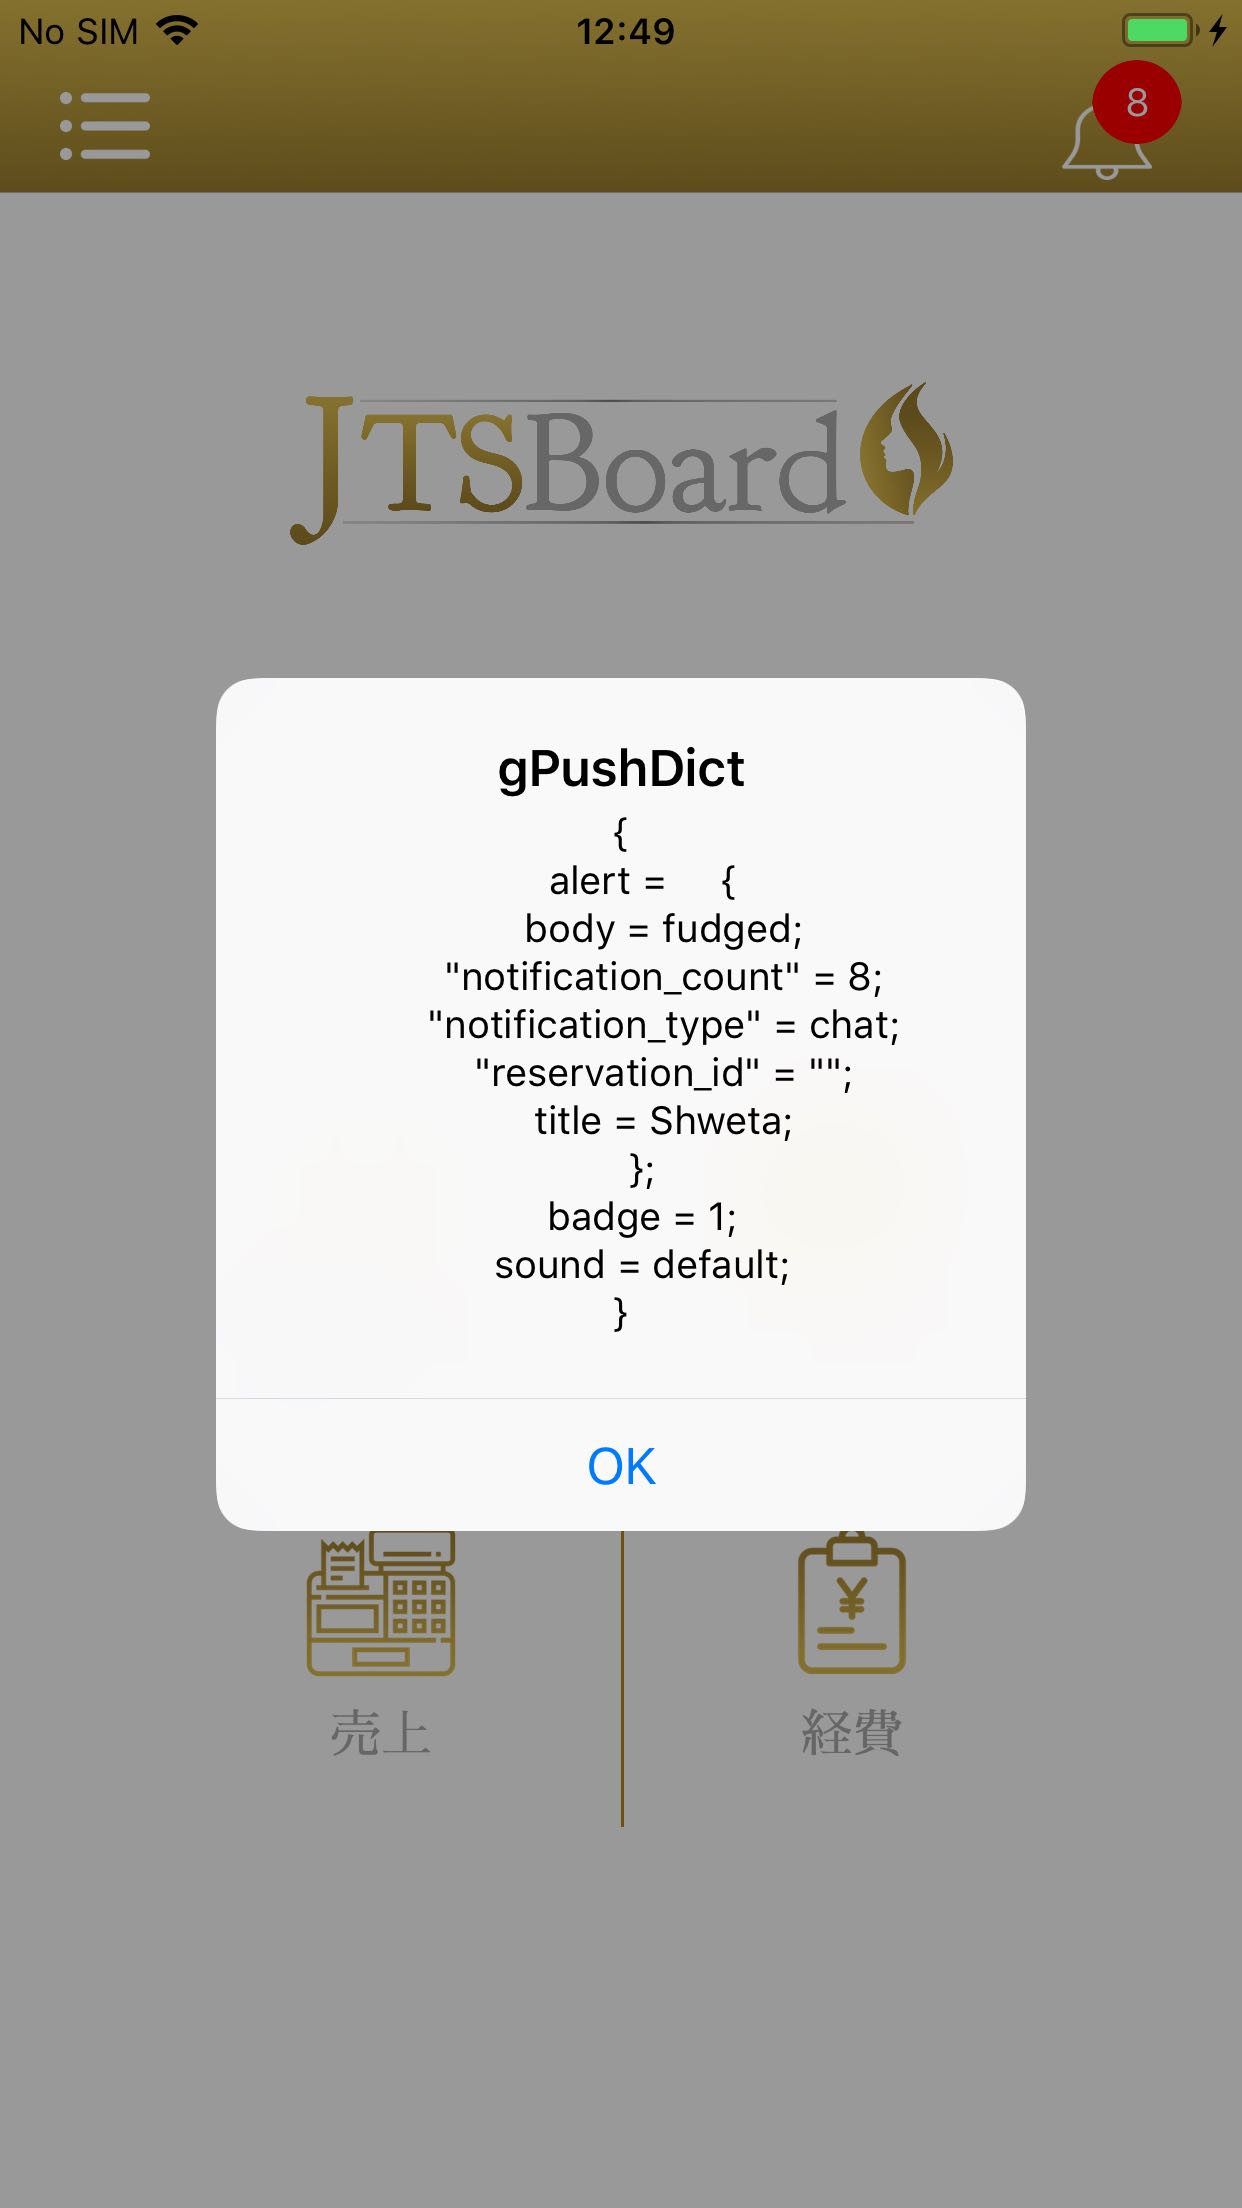 No SIM 12:49
8
JTSBoard
gPushDict
{
alert = {
body = fudged;
"notification_count" = 8;
"notification_type" = chat;
"reservation_id" = "";
title = Shweta;
};
badge = 1;
sound = default;
}
OK
¥
売上 経費